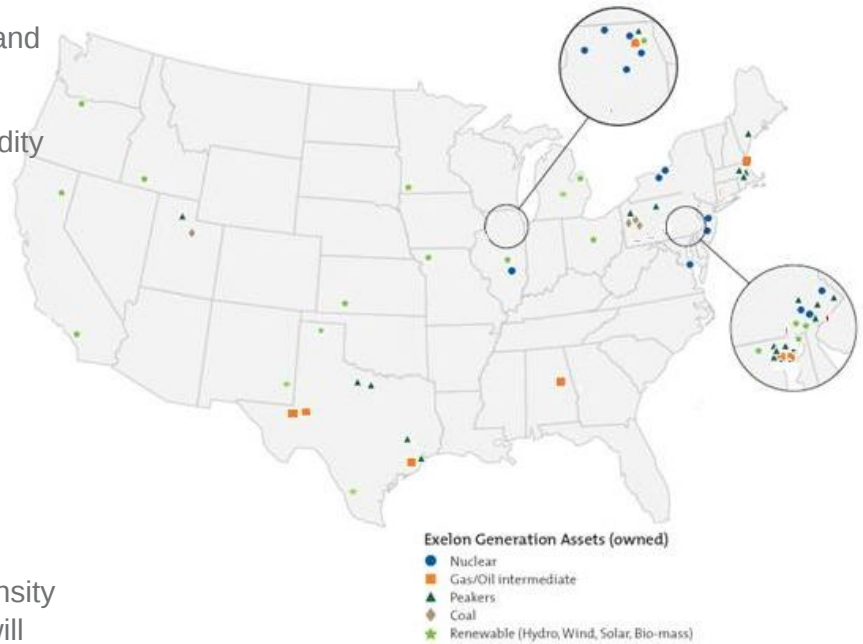 and
dity
nsity
vill
Exelon Generation Assets (owned)
Nuclear
Gas/Oil intermediate
Peakers
Coal
Renewable (Hydro, Wind, Solar, Bio-mass)